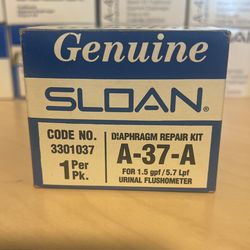 Genuine
SLOAN
CODE NO.
3301037
1 Per Pk.
DIAPHRAGM REPAIR KIT
A-37-A
FOR 1.5 gpf / 5.7 Lpf
URINAL FLUSHOMETER